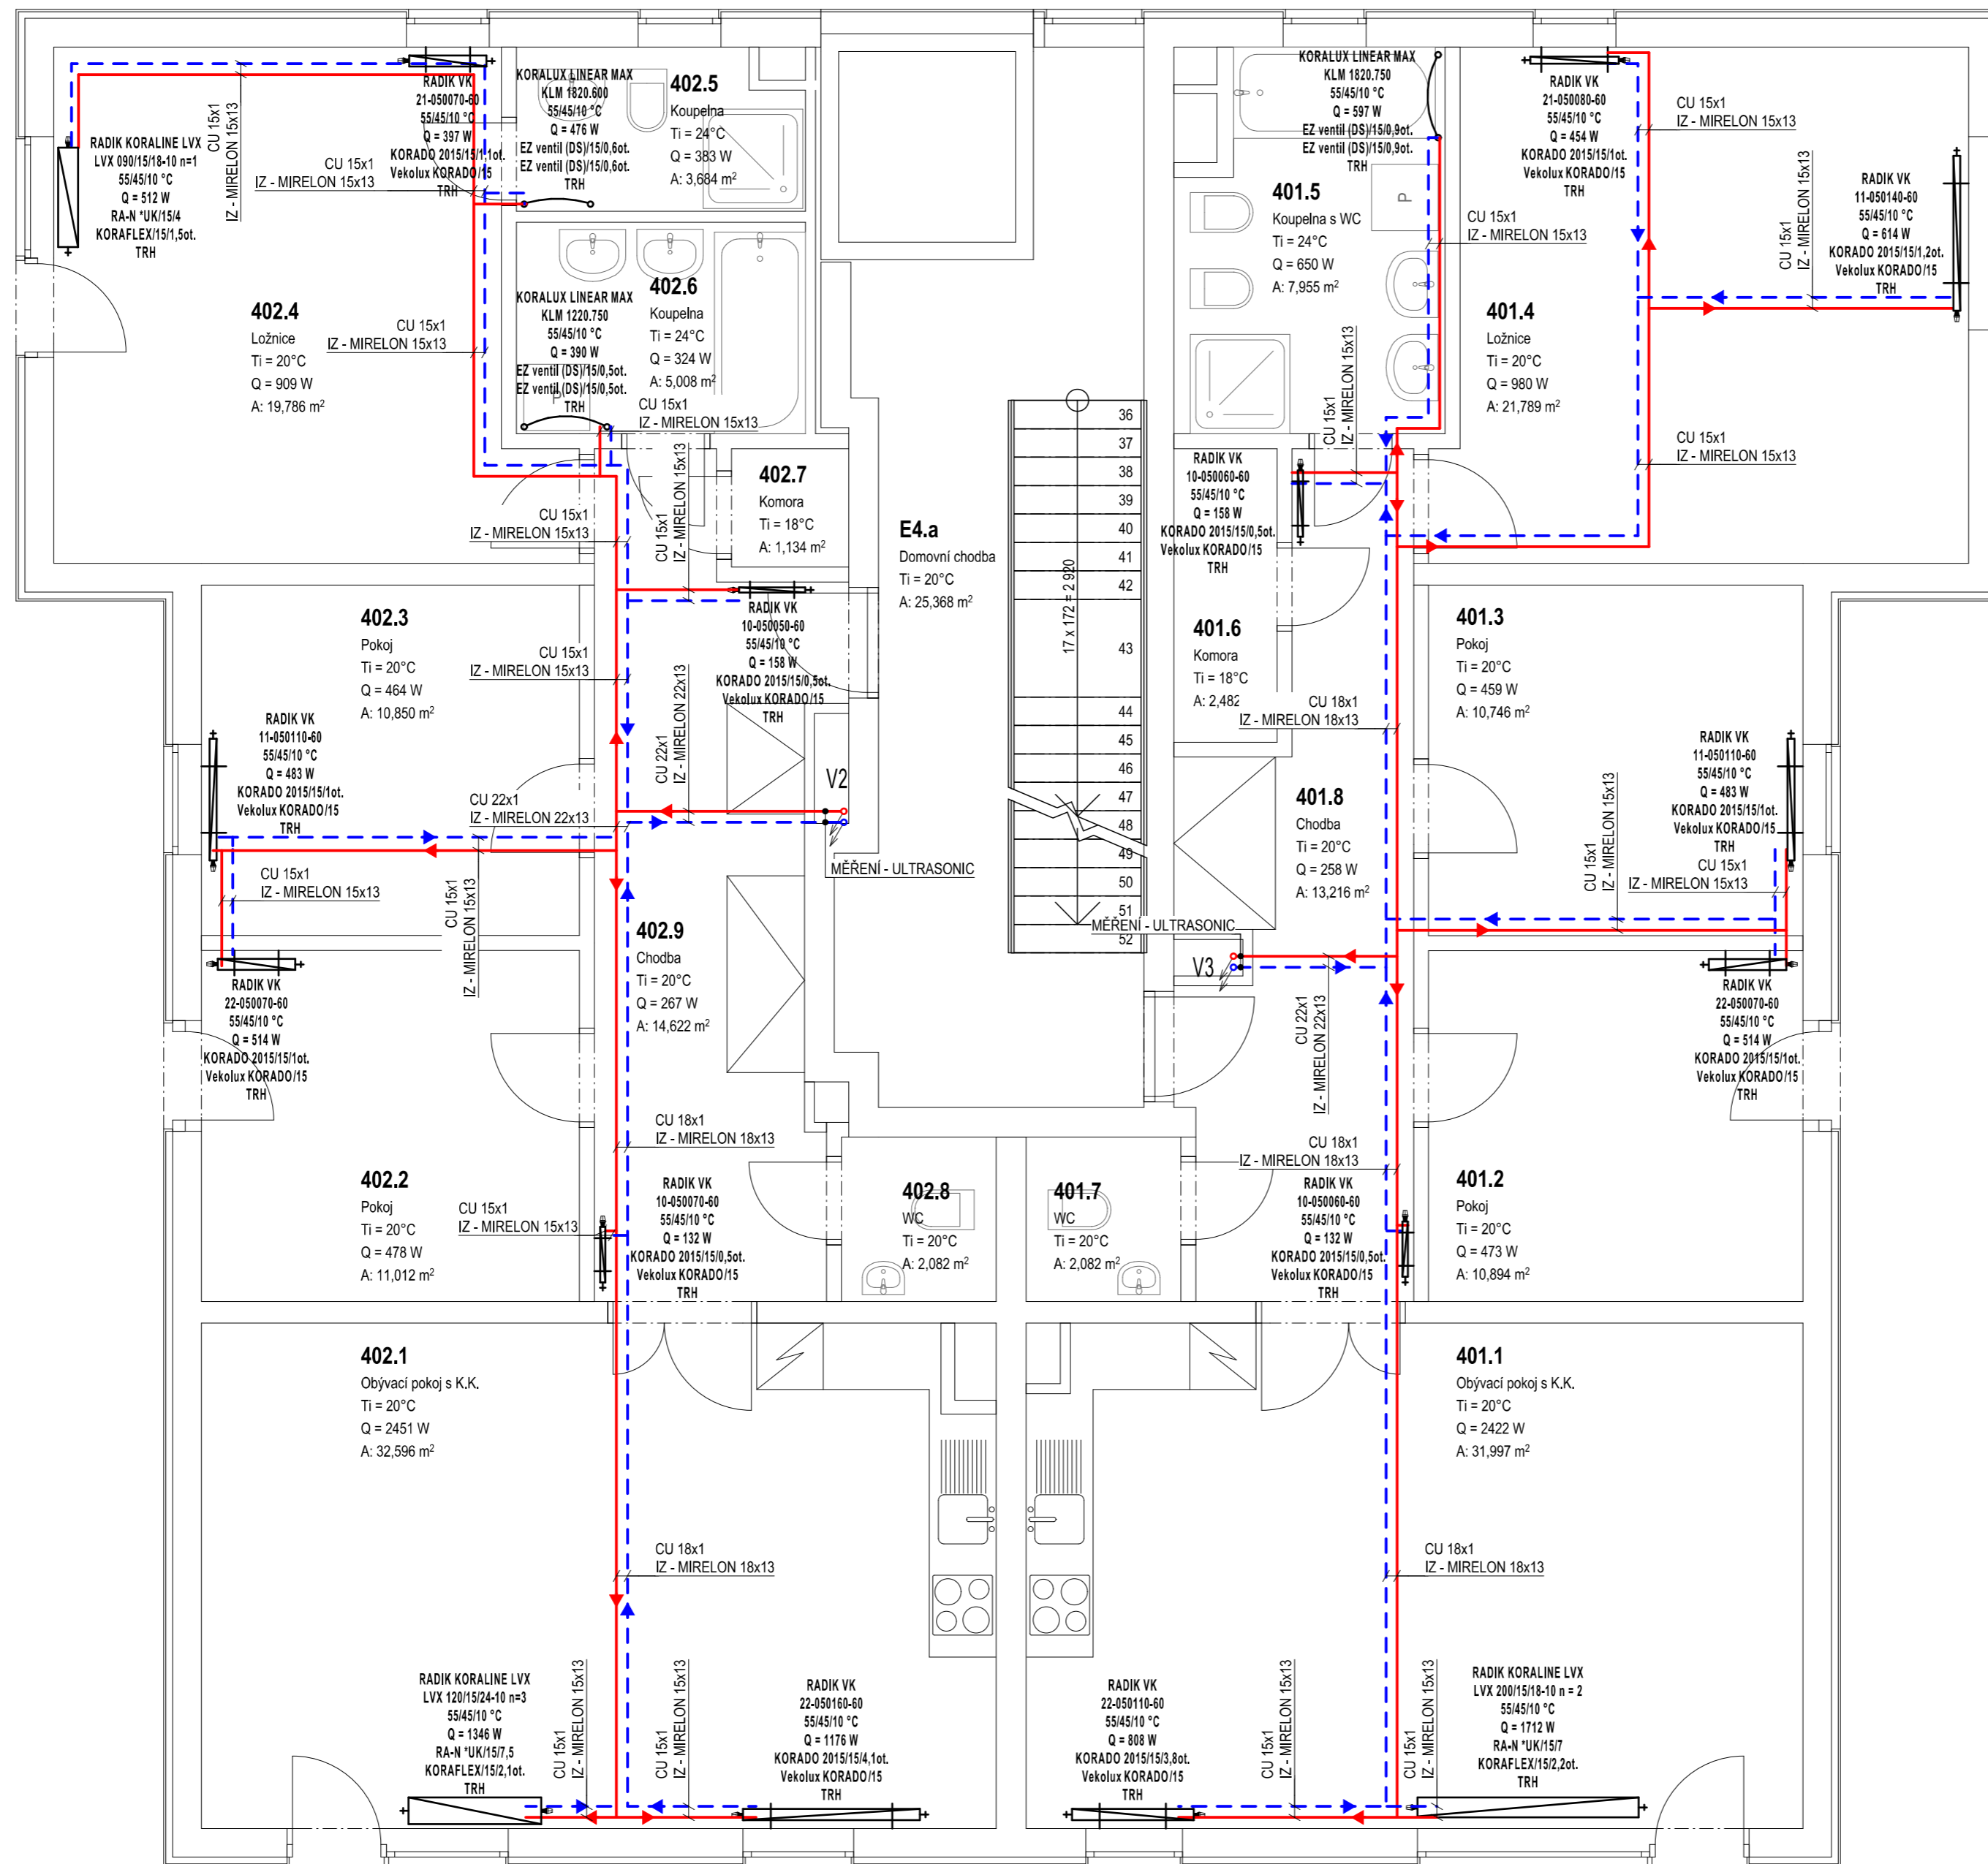 RADIK VK
21-050070-60
55/45/10 °C
Q = 397 W
KORADO 2015/15/1,1ot.
Vekolux KORADO/15
TRH
CU 15x1
IZ - MIRELON 15x13
RADIK KORALINE LVX
LVX 090/15/18-10 n=1
55/45/10 °C
Q = 512 W
RA-N *UK/15/4
KORAFLEX/15/1,5ot.
TRH
CU 15x1
IZ - MIRELON 15x13
KORALUX LINEAR MAX
KLM 1820.600
55/45/10 °C
Q = 476 W
EZ ventil (DS)/15/0,6ot.
EZ ventil (DS)/15/0,6ot.
TRH
402.5
Koupelna
Ti = 24°C
Q = 383 W
A: 3,684 m²
KORALUX LINEAR MAX
KLM 1820.750
55/45/10 °C
Q = 597 W
EZ ventil (DS)/15/0,9ot.
EZ ventil (DS)/15/0,9ot.
TRH
401.5
Koupelna s WC
Ti = 24°C
Q = 650 W
A: 7,955 m²
P
RADIK VK
21-050080-60
55/45/10 °C
Q = 454 W
KORADO 2015/15/1ot.
Vekolux KORADO/15
TRH
CU 15x1
IZ - MIRELON 15x13
CU 15x1
IZ - MIRELON 15x13
CU 15x1
IZ - MIRELON 15x13
RADIK VK
11-050140-60
55/45/10 °C
Q = 614 W
KORADO 2015/15/1,2ot.
Vekolux KORADO/15
TRH
402.4
Ložnice
Ti = 20°C
Q = 909 W
A: 19,786 m²
CU 15x1
IZ - MIRELON 15x13
KORALUX LINEAR MAX
KLM 1220.750
55/45/10 °C
Q = 390 W
EZ ventil (DS)/15/0,5ot.
EZ ventil (DS)/15/0,5ot.
TRH
P
402.6
Koupelna
Ti = 24°C
Q = 324 W
A: 5,008 m²
CU 15x1
IZ - MIRELON 15x13
401.4
Ložnice
Ti = 20°C
Q = 980 W
A: 21,789 m²
CU 15x1
IZ - MIRELON 15x13
CU 15x1
IZ - MIRELON 15x13
CU 15x1
IZ - MIRELON 15x13
CU 15x1
IZ - MIRELON 15x13
402.7
Komora
Ti = 18°C
A: 1,134 m²
E4.a
Domovní chodba
Ti = 20°C
A: 25,368 m²
17 x 172 = 2 920
36
37
38
39
40
41
42
43
44
45
46
47
48
49
50
51
52
RADIK VK
10-050060-60
55/45/10 °C
Q = 158 W
KORADO 2015/15/0,5ot.
Vekolux KORADO/15
TRH
402.3
Pokoj
Ti = 20°C
Q = 464 W
A: 10,850 m²
CU 15x1
IZ - MIRELON 15x13
CU 22x1
IZ - MIRELON 22x13
RADIK VK
10-050050-60
55/45/10 °C
Q = 158 W
KORADO 2015/15/0,5ot.
Vekolux KORADO/15
TRH
401.6
Komora
Ti = 18°C
A: 2,482
CU 18x1
IZ - MIRELON 18x13
401.3
Pokoj
Ti = 20°C
Q = 459 W
A: 10,746 m²
RADIK VK
11-050110-60
55/45/10 °C
Q = 483 W
KORADO 2015/15/1ot.
Vekolux KORADO/15
TRH
CU 22x1
IZ - MIRELON 22x13
V2
MĚŘENÍ - ULTRASONIC
401.8
Chodba
Ti = 20°C
Q = 258 W
A: 13,216 m²
CU 15x1
IZ - MIRELON 15x13
RADIK VK
11-050110-60
55/45/10 °C
Q = 483 W
KORADO 2015/15/1ot.
Vekolux KORADO/15
TRH
CU 15x1
IZ - MIRELON 15x13
CU 15x1
IZ - MIRELON 15x13
CU 15x1
IZ - MIRELON 15x13
402.9
Chodba
Ti = 20°C
Q = 267 W
A: 14,622 m²
MĚŘENÍ - ULTRASONIC
V3
CU 22x1
IZ - MIRELON 22x13
RADIK VK
22-050070-60
55/45/10 °C
Q = 514 W
KORADO 2015/15/1ot.
Vekolux KORADO/15
TRH
RADIK VK
22-050070-60
55/45/10 °C
Q = 514 W
KORADO 2015/15/1ot.
Vekolux KORADO/15
TRH
CU 18x1
IZ - MIRELON 18x13
CU 18x1
IZ - MIRELON 18x13
402.2
Pokoj
Ti = 20°C
Q = 478 W
A: 11,012 m²
CU 15x1
IZ - MIRELON 15x13
RADIK VK
10-050070-60
55/45/10 °C
Q = 132 W
KORADO 2015/15/0,5ot.
Vekolux KORADO/15
TRH
402.8
WC
Ti = 20°C
A: 2,082 m²
401.7
WC
Ti = 20°C
A: 2,082 m²
RADIK VK
10-050060-60
55/45/10 °C
Q = 132 W
KORADO 2015/15/0,5ot.
Vekolux KORADO/15
TRH
401.2
Pokoj
Ti = 20°C
Q = 473 W
A: 10,894 m²
402.1
Obývací pokoj s K.K.
Ti = 20°C
Q = 2451 W
A: 32,596 m²
401.1
Obývací pokoj s K.K.
Ti = 20°C
Q = 2422 W
A: 31,997 m²
CU 18x1
IZ - MIRELON 18x13
CU 18x1
IZ - MIRELON 18x13
RADIK KORALINE LVX
LVX 120/15/24-10 n=3
55/45/10 °C
Q = 1346 W
RA-N *UK/15/7,5
KORAFLEX/15/2,1ot.
TRH
CU 15x1
IZ - MIRELON 15x13
CU 15x1
IZ - MIRELON 15x13
RADIK VK
22-050160-60
55/45/10 °C
Q = 1176 W
KORADO 2015/15/4,1ot.
Vekolux KORADO/15
TRH
RADIK VK
22-050110-60
55/45/10 °C
Q = 808 W
KORADO 2015/15/3,8ot.
Vekolux KORADO/15
TRH
CU 15x1
IZ - MIRELON 15x13
CU 15x1
IZ - MIRELON 15x13
RADIK KORALINE LVX
LVX 200/15/18-10 n = 2
55/45/10 °C
Q = 1712 W
RA-N *UK/15/7
KORAFLEX/15/2,2ot.
TRH